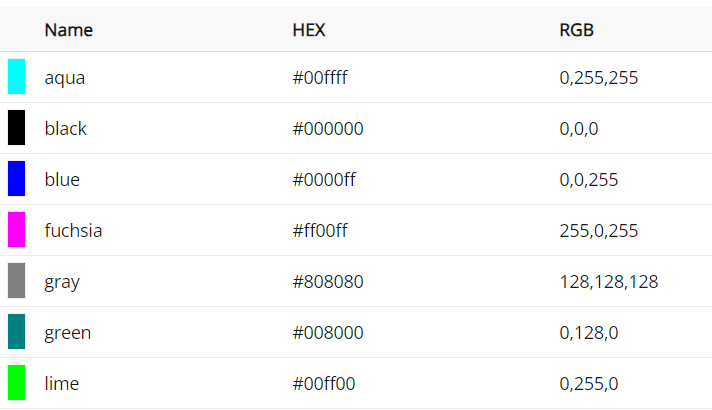 Name HEX RGB
aqua #00ffff 0,255,255
black #000000 0,0,0
blue #0000ff 0,0,255
fuchsia #ff00ff 255,0,255
gray #808080 128,128,128
green #008000 0,128,0
lime #00ff00 0,255,0